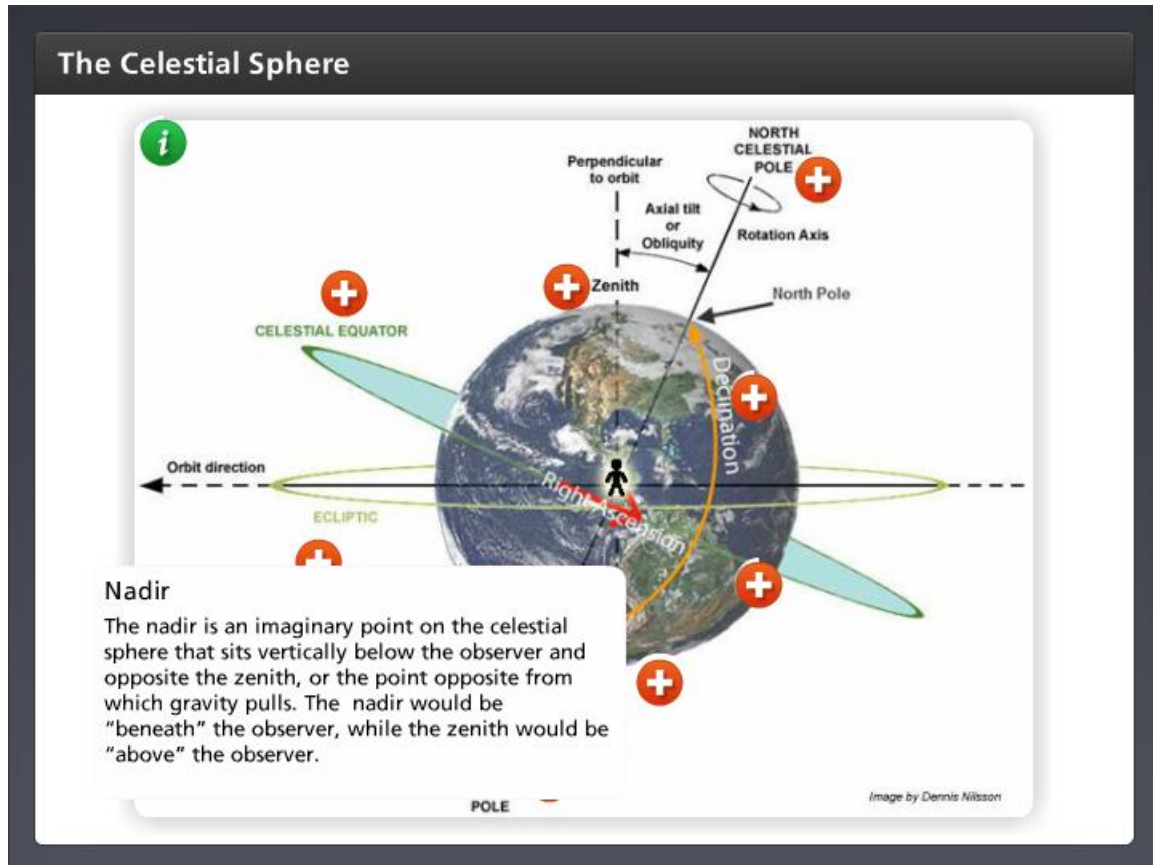 The Celestial Sphere
i
NORTH
CELESTIAL
POLE
Perpendicular
to orbit
Axial tilt
or
Obliquity
Rotation Axis
Zenith
North Pole
CELESTIAL EQUATOR
Declination
Orbit direction
Right Ascension
ECLIPTIC
Nadir
The nadir is an imaginary point on the celestial
sphere that sits vertically below the observer and
opposite the zenith, or the point opposite from
which gravity pulls. The nadir would be
“beneath” the observer, while the zenith would be
“above” the observer.
POLE
Image by Dennis Nilsson